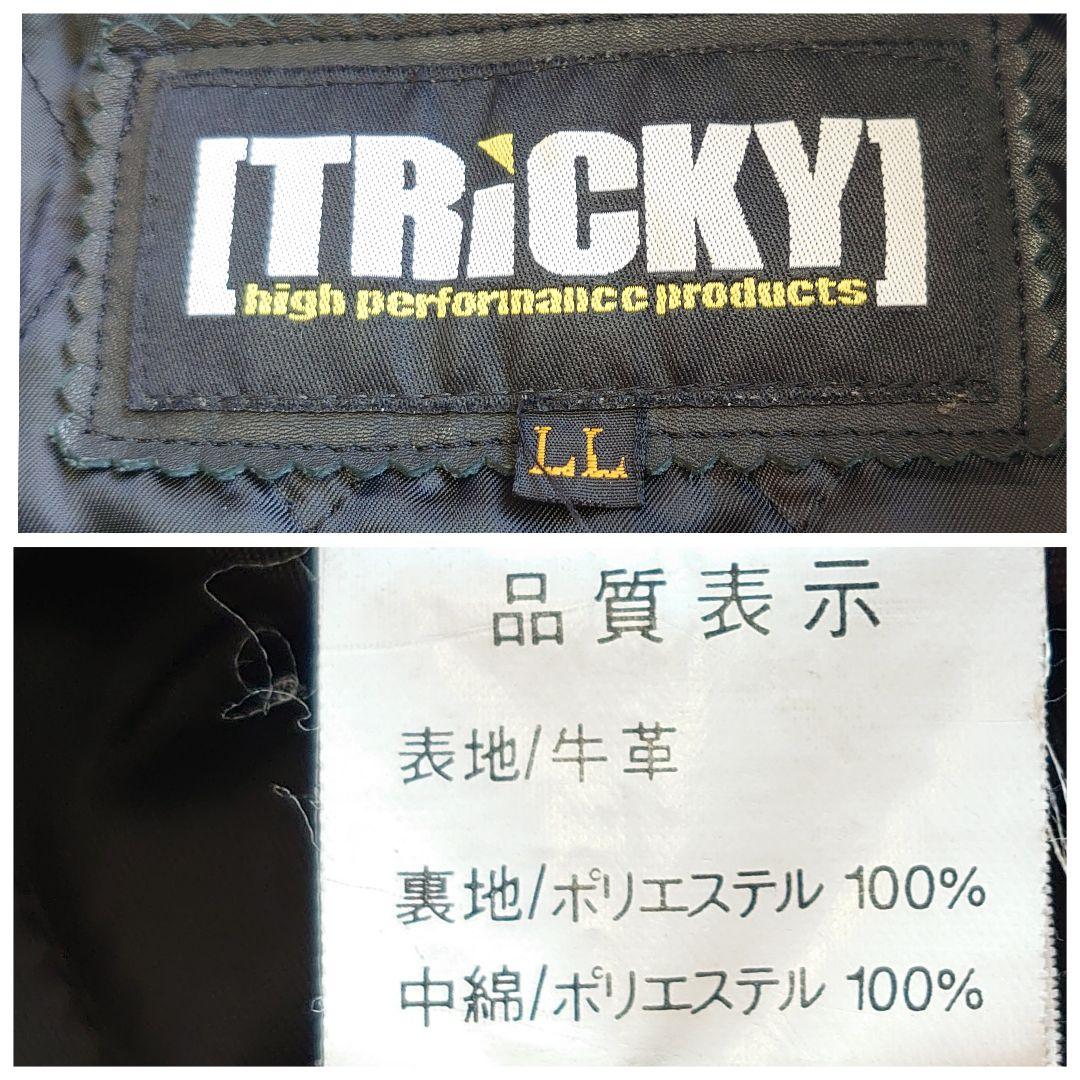 [TRiCKY]
high performance products
LL
品質表示
表地/牛革
裏地/ポリエステル 100%
中綿/ポリエステル 100%